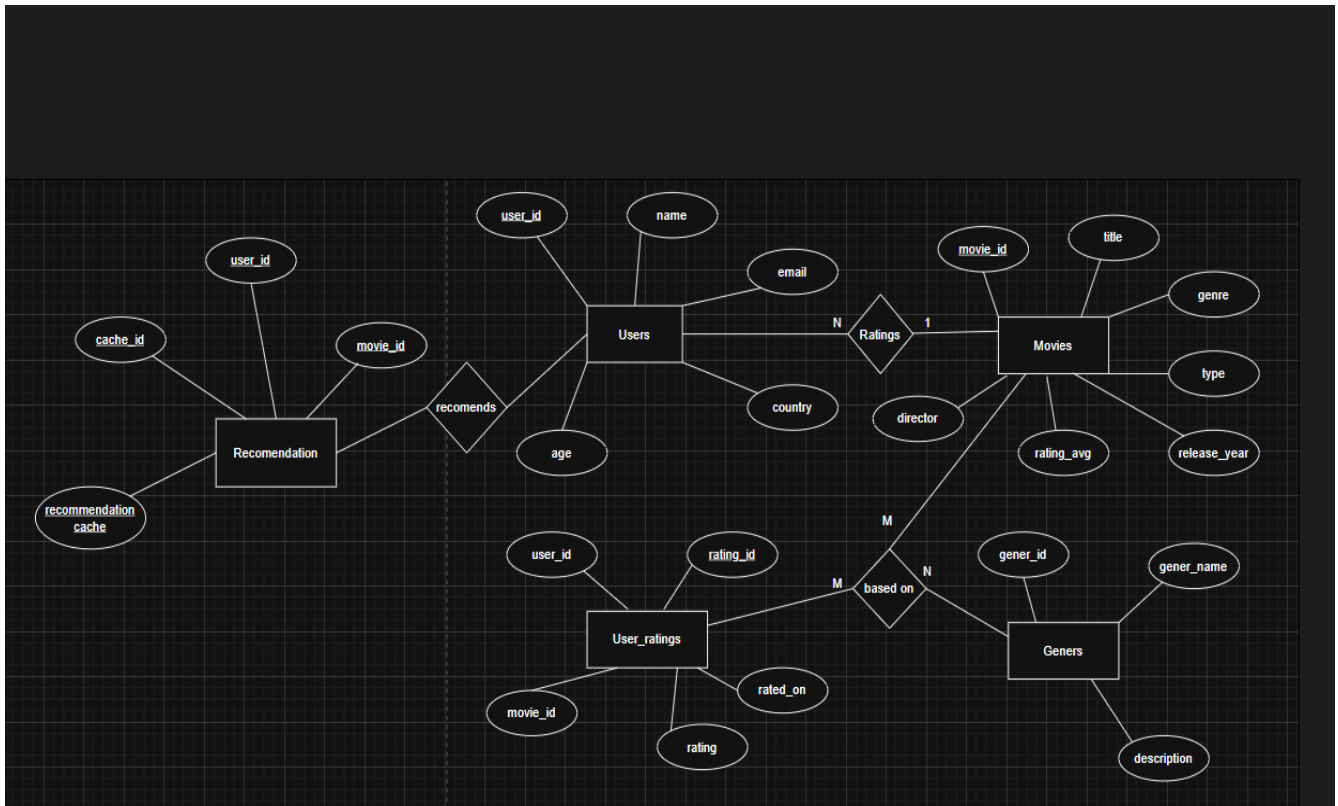 user_id
name
user_id
email
movie_id
title
genre
cache_id
movie_id
Users
N
Ratings
1
Movies
type
recomends
country
director
Recomendation
age
rating_avg
release_year
recommendation
cache
M
user_id
rating_id
gener_id
gener_name
M
based on
N
User_ratings
Geners
rated_on
movie_id
rating
description